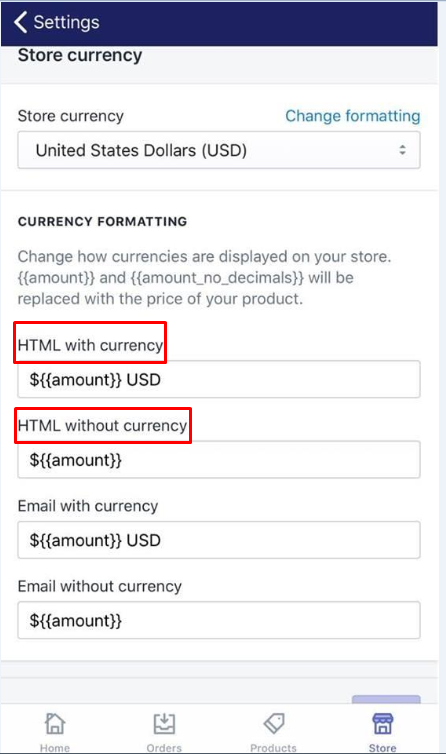 Settings
Store currency
Store currency
Change formatting
United States Dollars (USD)
CURRENCY FORMATTING
Change how currencies are displayed on your store.
{{amount}} and {{amount_no_decimals}} will be
replaced with the price of your product.
HTML with currency
${{amount}} USD
HTML without currency
${{amount}}
Email with currency
${{amount}} USD
Email without currency
${{amount}}
Home
Orders
Products
Store